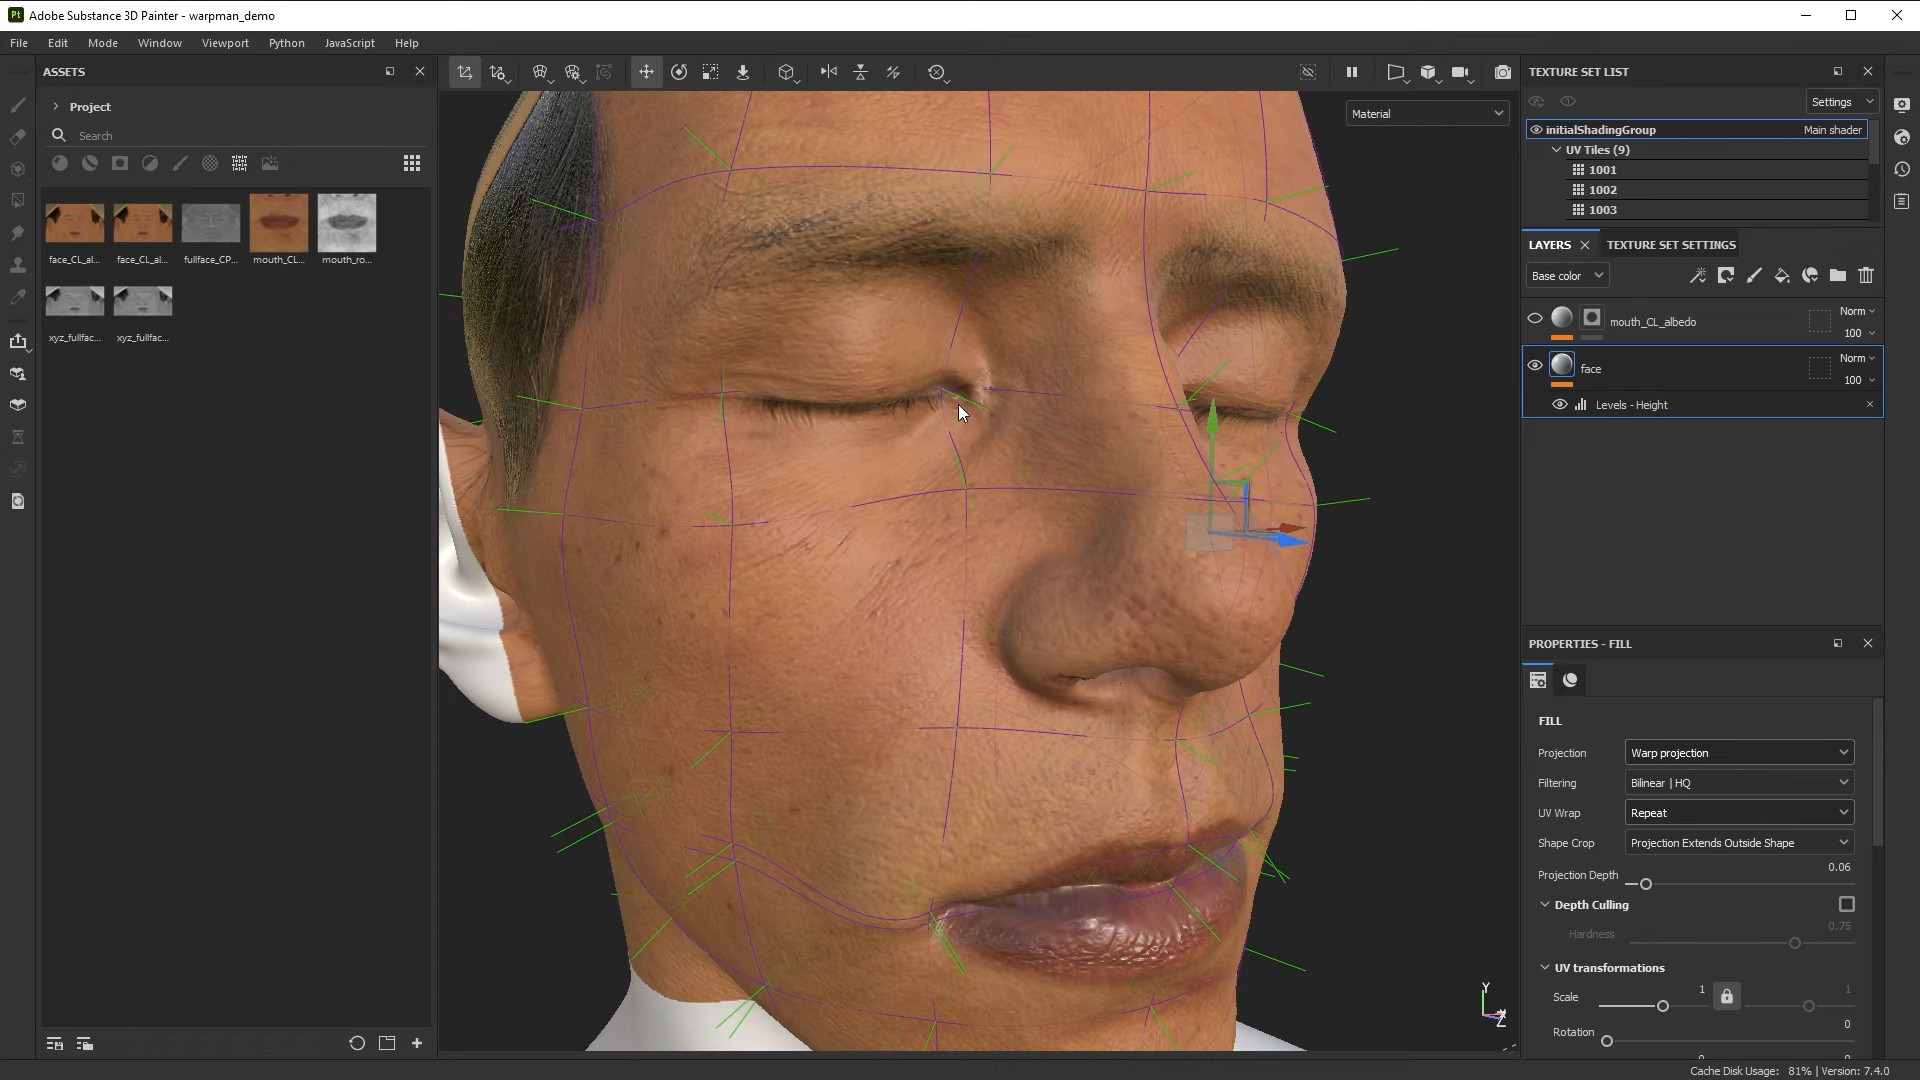 Pt Adobe Substance 3D Painter - warpman_demo
File Edit Mode Window Viewport Python JavaScript Help
ASSETS
Project
Search
face_CL_al...
face_CL_al...
fullface_CP...
mouth_CL...
mouth_ro...
xyz_fullfac...
xyz_fullfac...
Material
Y
Z
TEXTURE SET LIST
Settings
initialShadingGroup Main shader
UV Tiles (9)
1001
1002
1003
LAYERS TEXTURE SET SETTINGS
Base color
mouth_CL_albedo Norm
100
face Norm
100
Levels - Height
PROPERTIES - FILL
FILL
Projection Warp projection
Filtering Bilinear | HQ
UV Wrap Repeat
Shape Crop Projection Extends Outside Shape
Projection Depth 0.06
Depth Culling
Hardness 0.75
UV transformations
Scale 1 1
Rotation 0
Cache Disk Usage: 81% | Version: 7.4.0